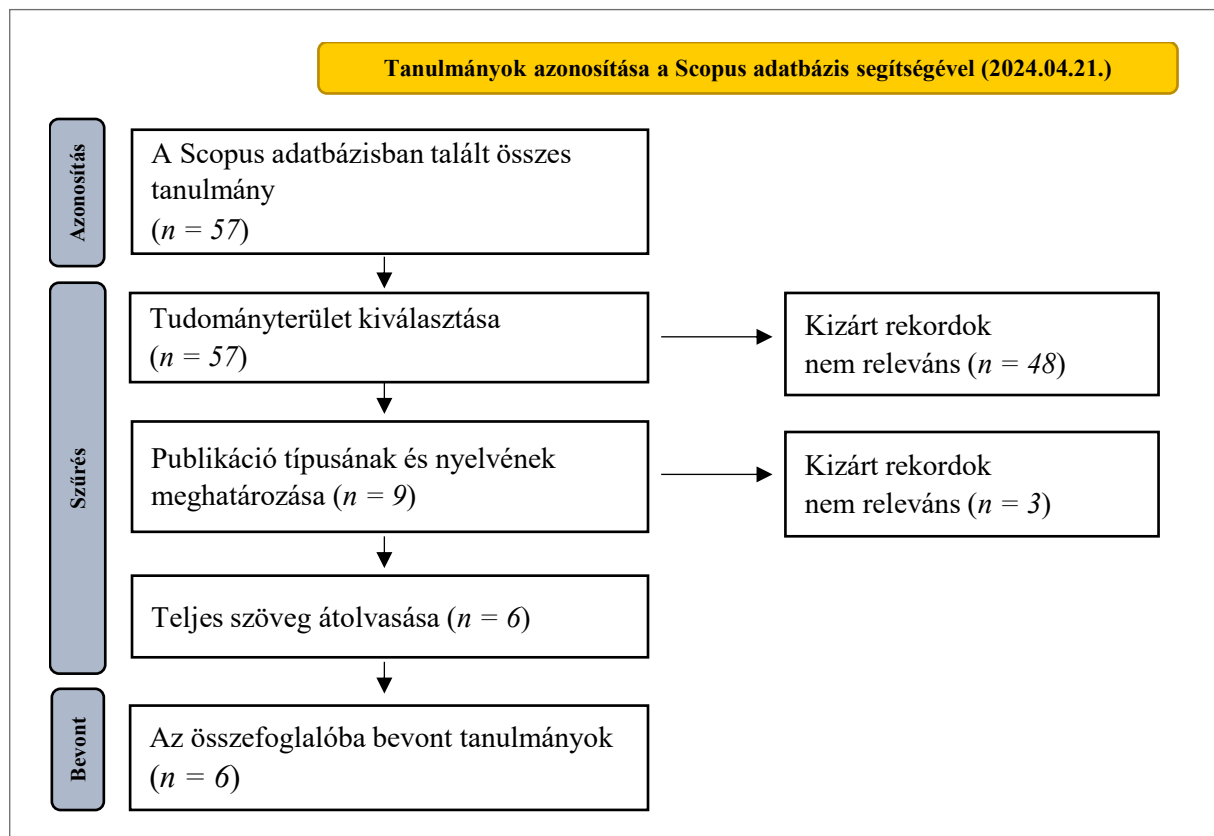 Tanulmányok azonosítása a Scopus adatbázis segítségével (2024.04.21.)
Azonosítás
A Scopus adatbázisban talált összes
tanulmány
(n = 57)
Szűrés
Tudományterület kiválasztása
(n = 57)
Kizárt rekordok
nem releváns (n = 48)
Publikáció típusának és nyelvének
meghatározása (n = 9)
Kizárt rekordok
nem releváns (n = 3)
Teljes szöveg átolvasása (n = 6)
Bevont
Az összefoglalóba bevont tanulmányok
(n = 6)